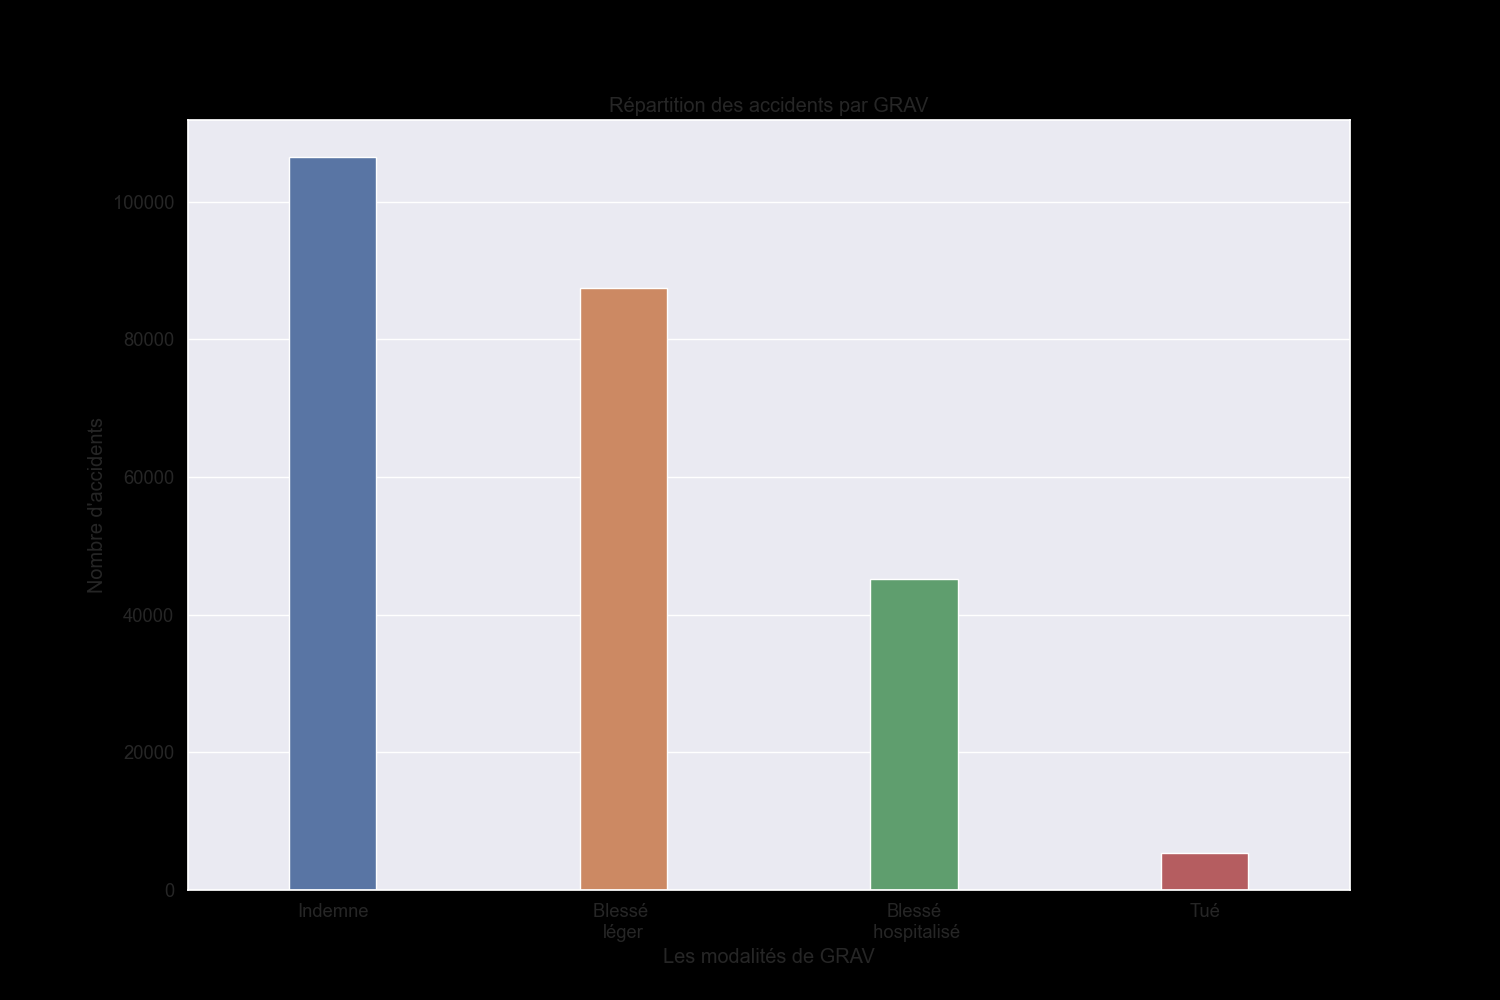 Répartition des accidents par GRAV
100000
80000
60000
40000
20000
0
Nombre d'accidents
Indemne
Blessé
léger
Blessé
hospitalisé
Tué
Les modalités de GRAV